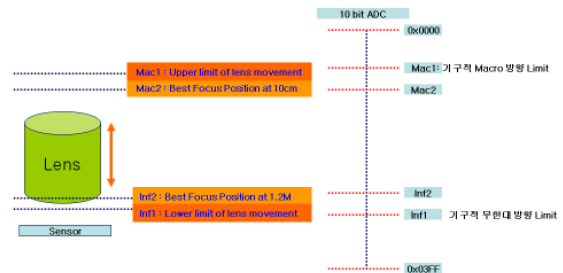 10 bit ADC
0x0000
Mac1 : Upper limit of lens movement
Mac1: 기구적 Macro 방향 Limit
Mac2 : Best Focus Position at 10cm
Mac2
Lens
Inf2 : Best Focus Position at 1.2M
Inf2
Inf1 : Lower limit of lens movement
Inf1 기구적 무한대 방향 Limit
Sensor
0x03FF